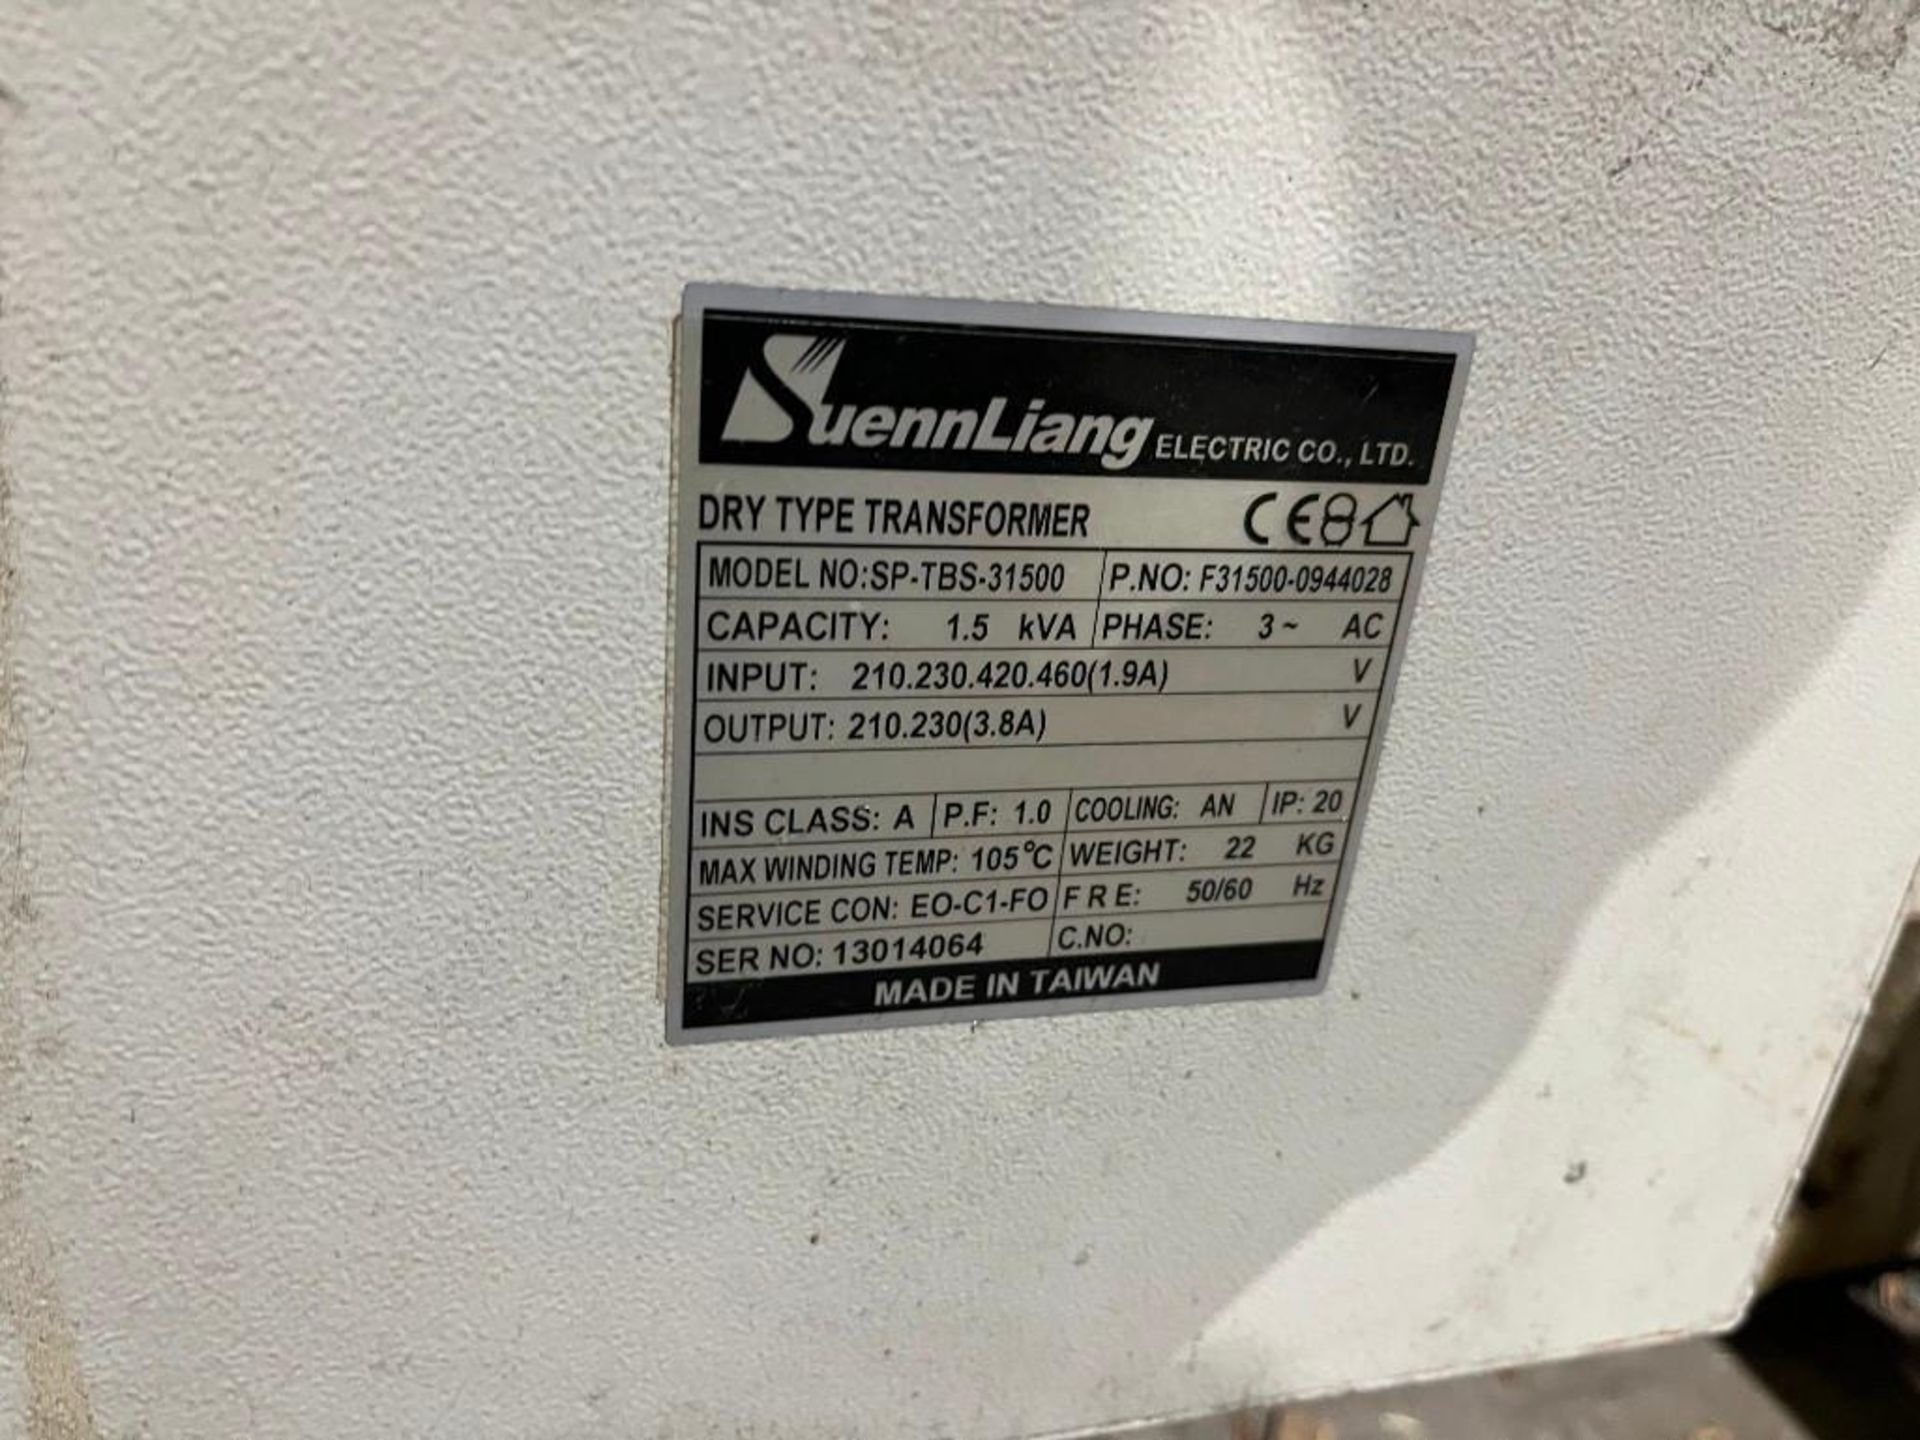 SuennLiang ELECTRIC CO., LTD.
DRY TYPE TRANSFORMER CE
MODEL NO:SP-TBS-31500 P.NO: F31500-0944028
CAPACITY: 1.5 kVA PHASE: 3~ AC
INPUT: 210.230.420.460(1.9A) V
OUTPUT: 210.230(3.8A) V
INS CLASS: A P.F: 1.0 COOLING: AN IP: 20
MAX WINDING TEMP: 105°C WEIGHT: 22 KG
SERVICE CON: EO-C1-FO F R E: 50/60 Hz
SER NO: 13014064 C.NO:
MADE IN TAIWAN